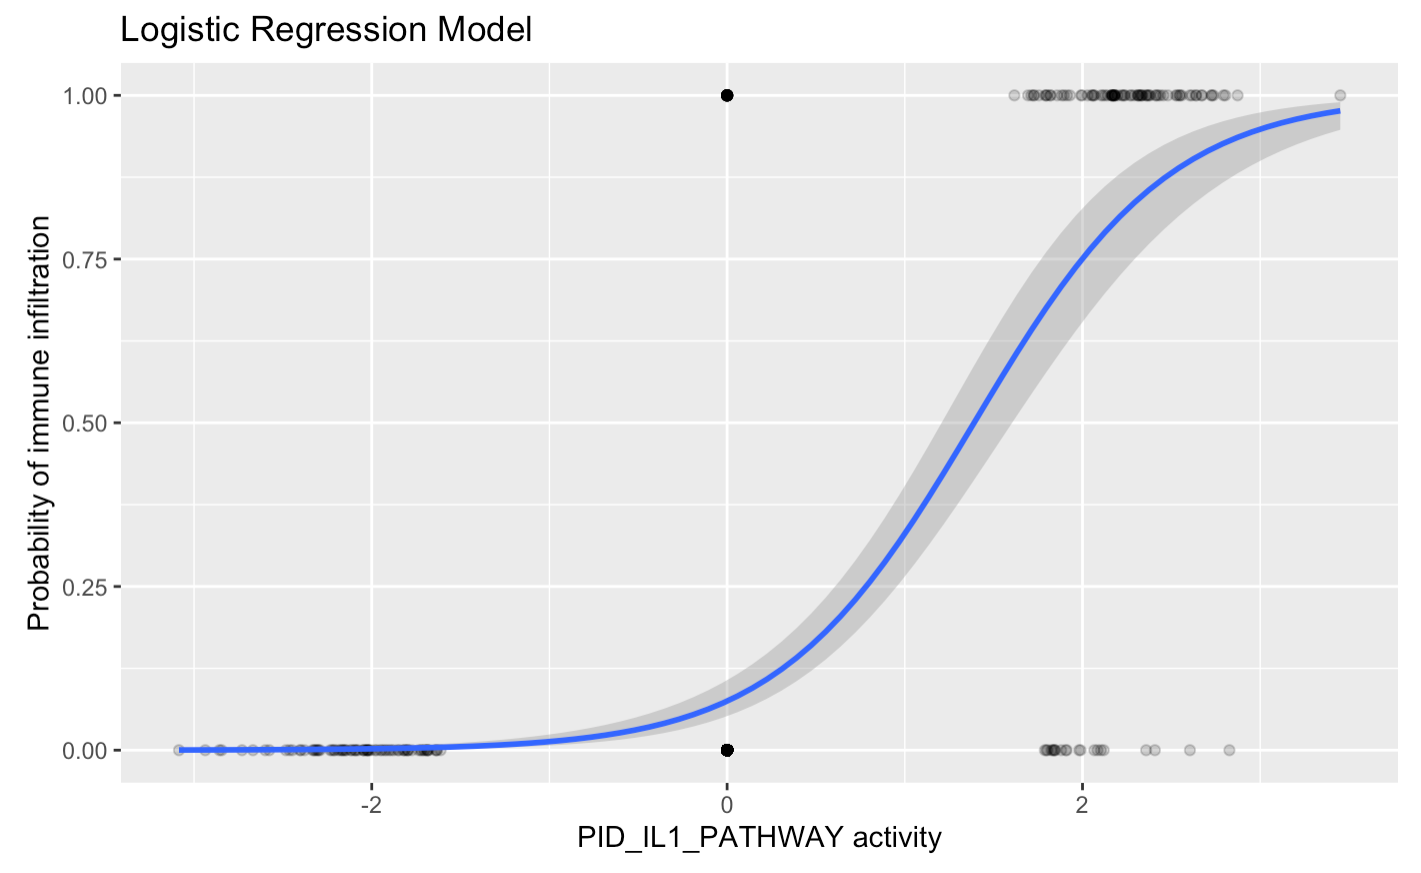 Logistic Regression Model
Probability of immune infiltration
1.00
0.75
0.50
0.25
0.00
-2
0
2
PID_IL1_PATHWAY activity